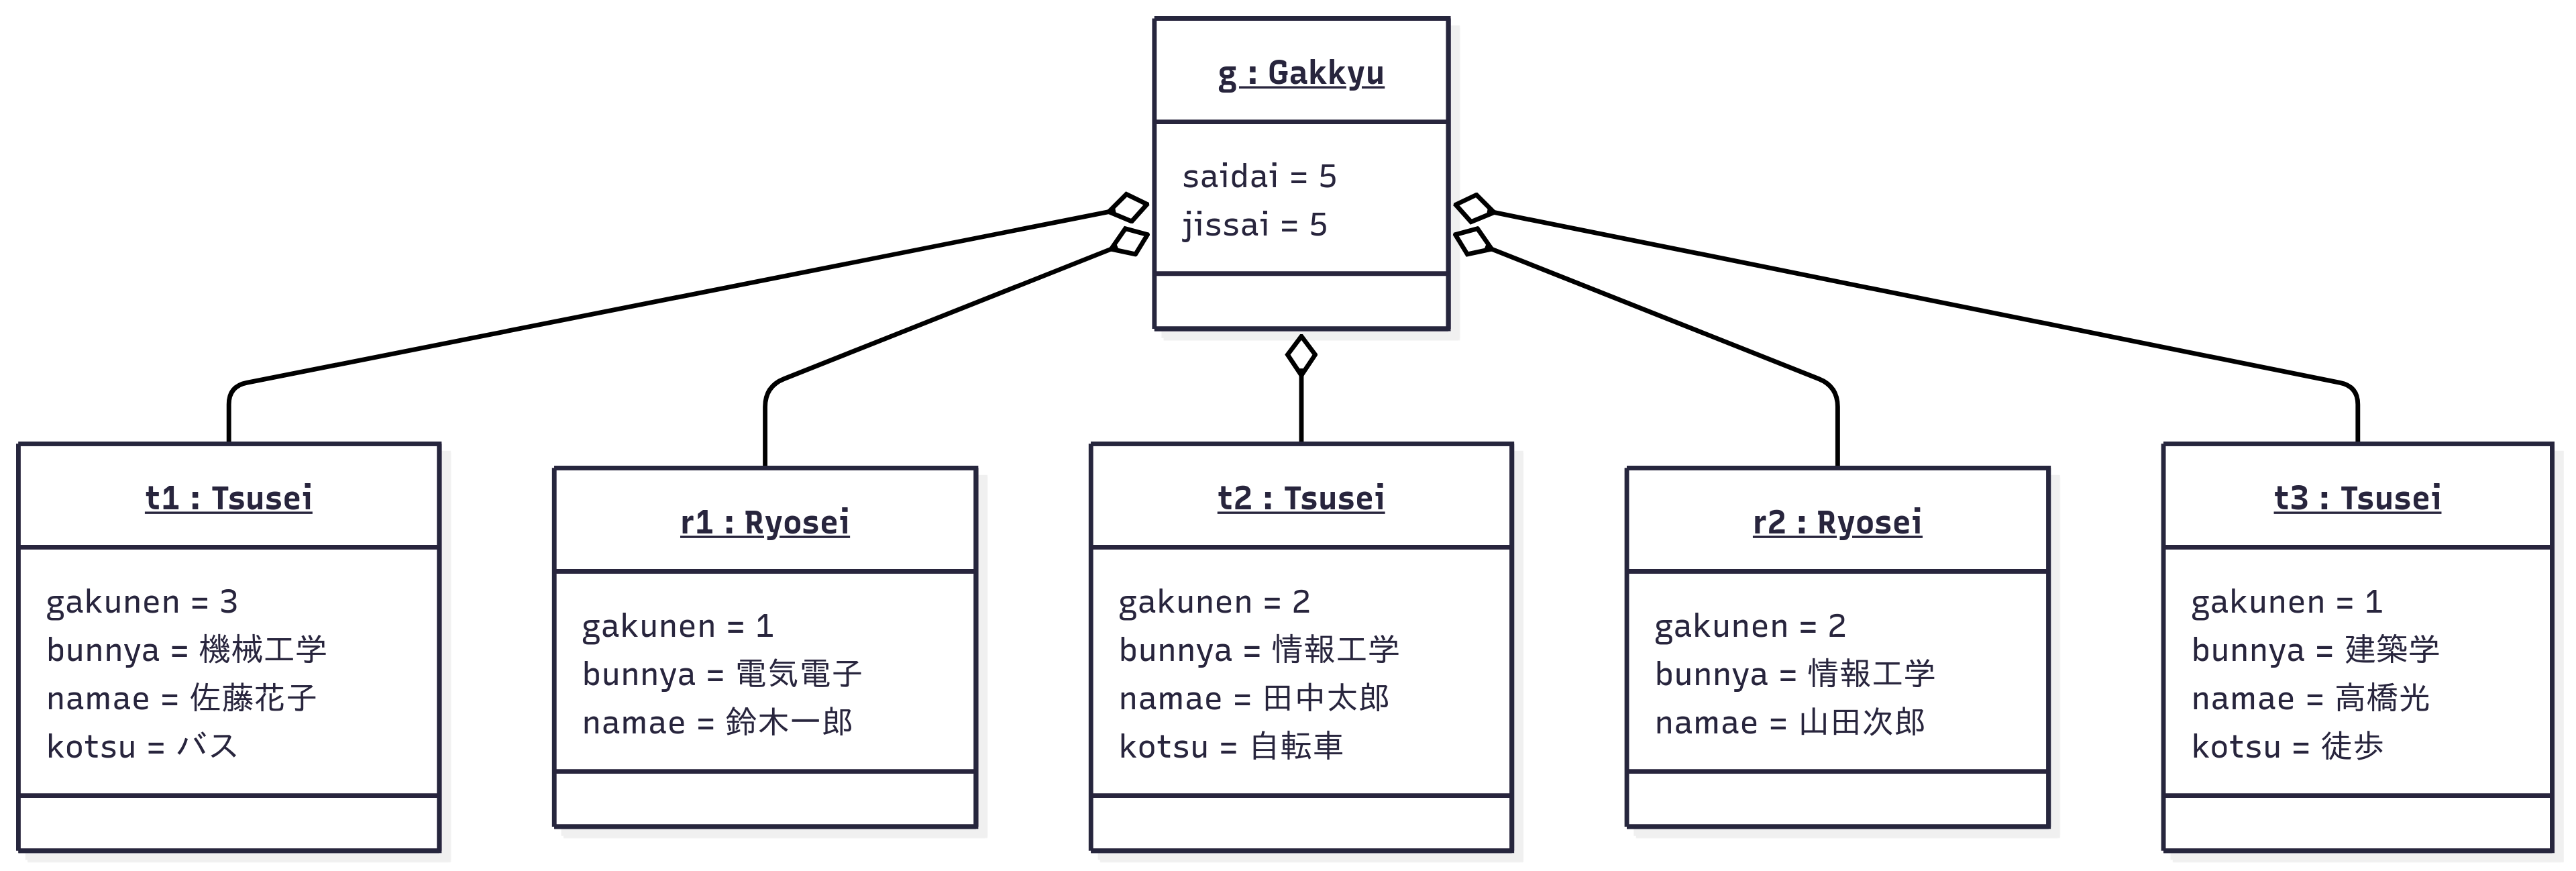 g : Gakkyu
saidai = 5
jissai = 5
t1 : Tsusei
gakunen = 3
bunnya = 機械工学
namae = 佐藤花子
kotsu = バス
r1 : Ryosei
gakunen = 1
bunnya = 電気電子
namae = 鈴木一郎
t2 : Tsusei
gakunen = 2
bunnya = 情報工学
namae = 田中太郎
kotsu = 自転車
r2 : Ryosei
gakunen = 2
bunnya = 情報工学
namae = 山田次郎
t3 : Tsusei
gakunen = 1
bunnya = 建築学
namae = 高橋光
kotsu = 徒歩